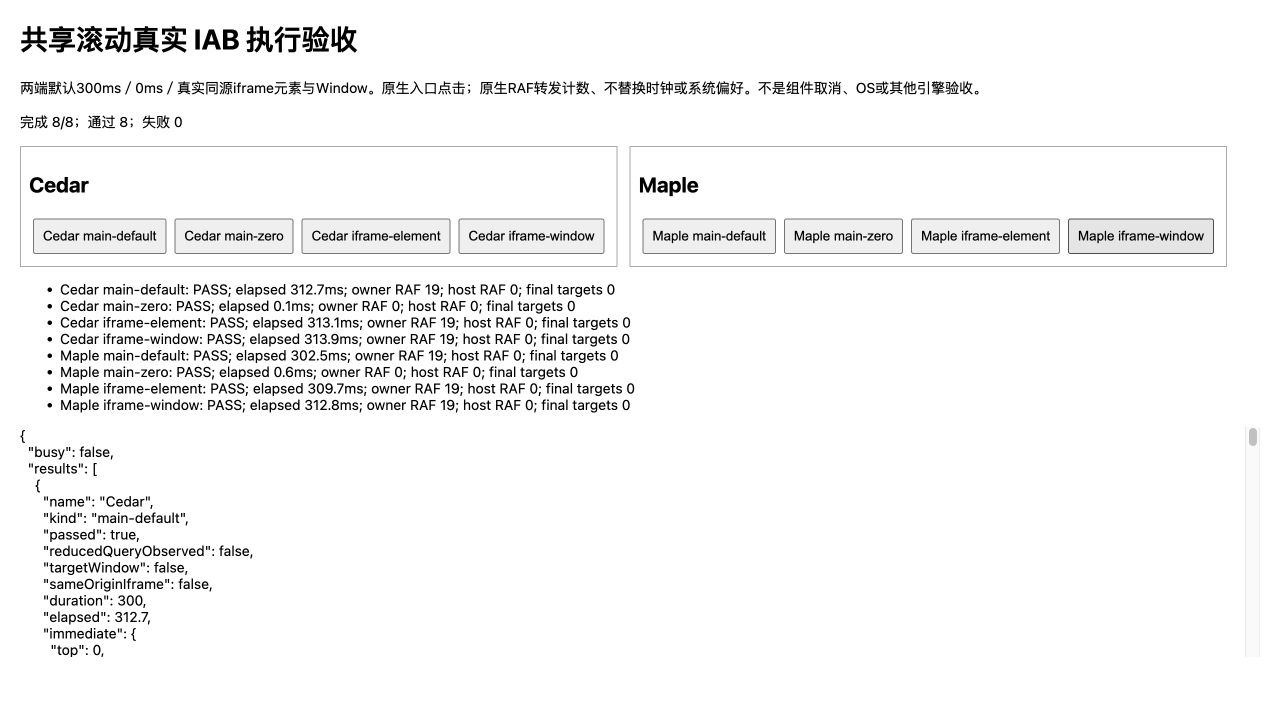 共享滚动真实 IAB 执行验收
两端默认300ms / 0ms / 真实同源iframe元素与Window。原生入口点击；原生RAF转发计数、不替换时钟或系统偏好。不是组件取消、OS或其他引擎验收。
完成 8/8；通过 8；失败 0
Cedar
Cedar main-default Cedar main-zero Cedar iframe-element Cedar iframe-window
Maple
Maple main-default Maple main-zero Maple iframe-element Maple iframe-window
• Cedar main-default: PASS; elapsed 312.7ms; owner RAF 19; host RAF 0; final targets 0
• Cedar main-zero: PASS; elapsed 0.1ms; owner RAF 0; host RAF 0; final targets 0
• Cedar iframe-element: PASS; elapsed 313.1ms; owner RAF 19; host RAF 0; final targets 0
• Cedar iframe-window: PASS; elapsed 313.9ms; owner RAF 19; host RAF 0; final targets 0
• Maple main-default: PASS; elapsed 302.5ms; owner RAF 19; host RAF 0; final targets 0
• Maple main-zero: PASS; elapsed 0.6ms; owner RAF 0; host RAF 0; final targets 0
• Maple iframe-element: PASS; elapsed 309.7ms; owner RAF 19; host RAF 0; final targets 0
• Maple iframe-window: PASS; elapsed 312.8ms; owner RAF 19; host RAF 0; final targets 0
{
"busy": false,
"results": [
{
"name": "Cedar",
"kind": "main-default",
"passed": true,
"reducedQueryObserved": false,
"targetWindow": false,
"sameOriginIframe": false,
"duration": 300,
"elapsed": 312.7,
"immediate": {
"top": 0,